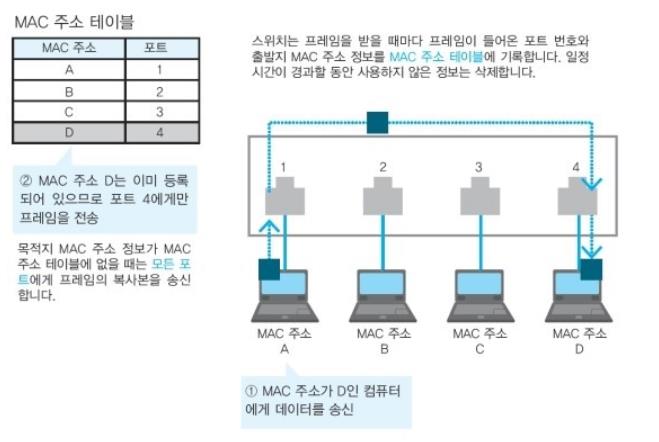 MAC 주소 테이블
MAC 주소 포트
A 1
B 2
C 3
D 4
② MAC 주소 D는 이미 등록
되어 있으므로 포트 4에게만
프레임을 전송
목적지 MAC 주소 정보가 MAC
주소 테이블에 없을 때는 모든 포
트에게 프레임의 복사본을 송신
합니다.
스위치는 프레임을 받을 때마다 프레임이 들어온 포트 번호와
출발지 MAC 주소 정보를 MAC 주소 테이블에 기록합니다. 일정
시간이 경과할 동안 사용하지 않은 정보는 삭제합니다.
1 2 3 4
MAC 주소 MAC 주소 MAC 주소 MAC 주소
A B C D
① MAC 주소가 D인 컴퓨터
에게 데이터를 송신